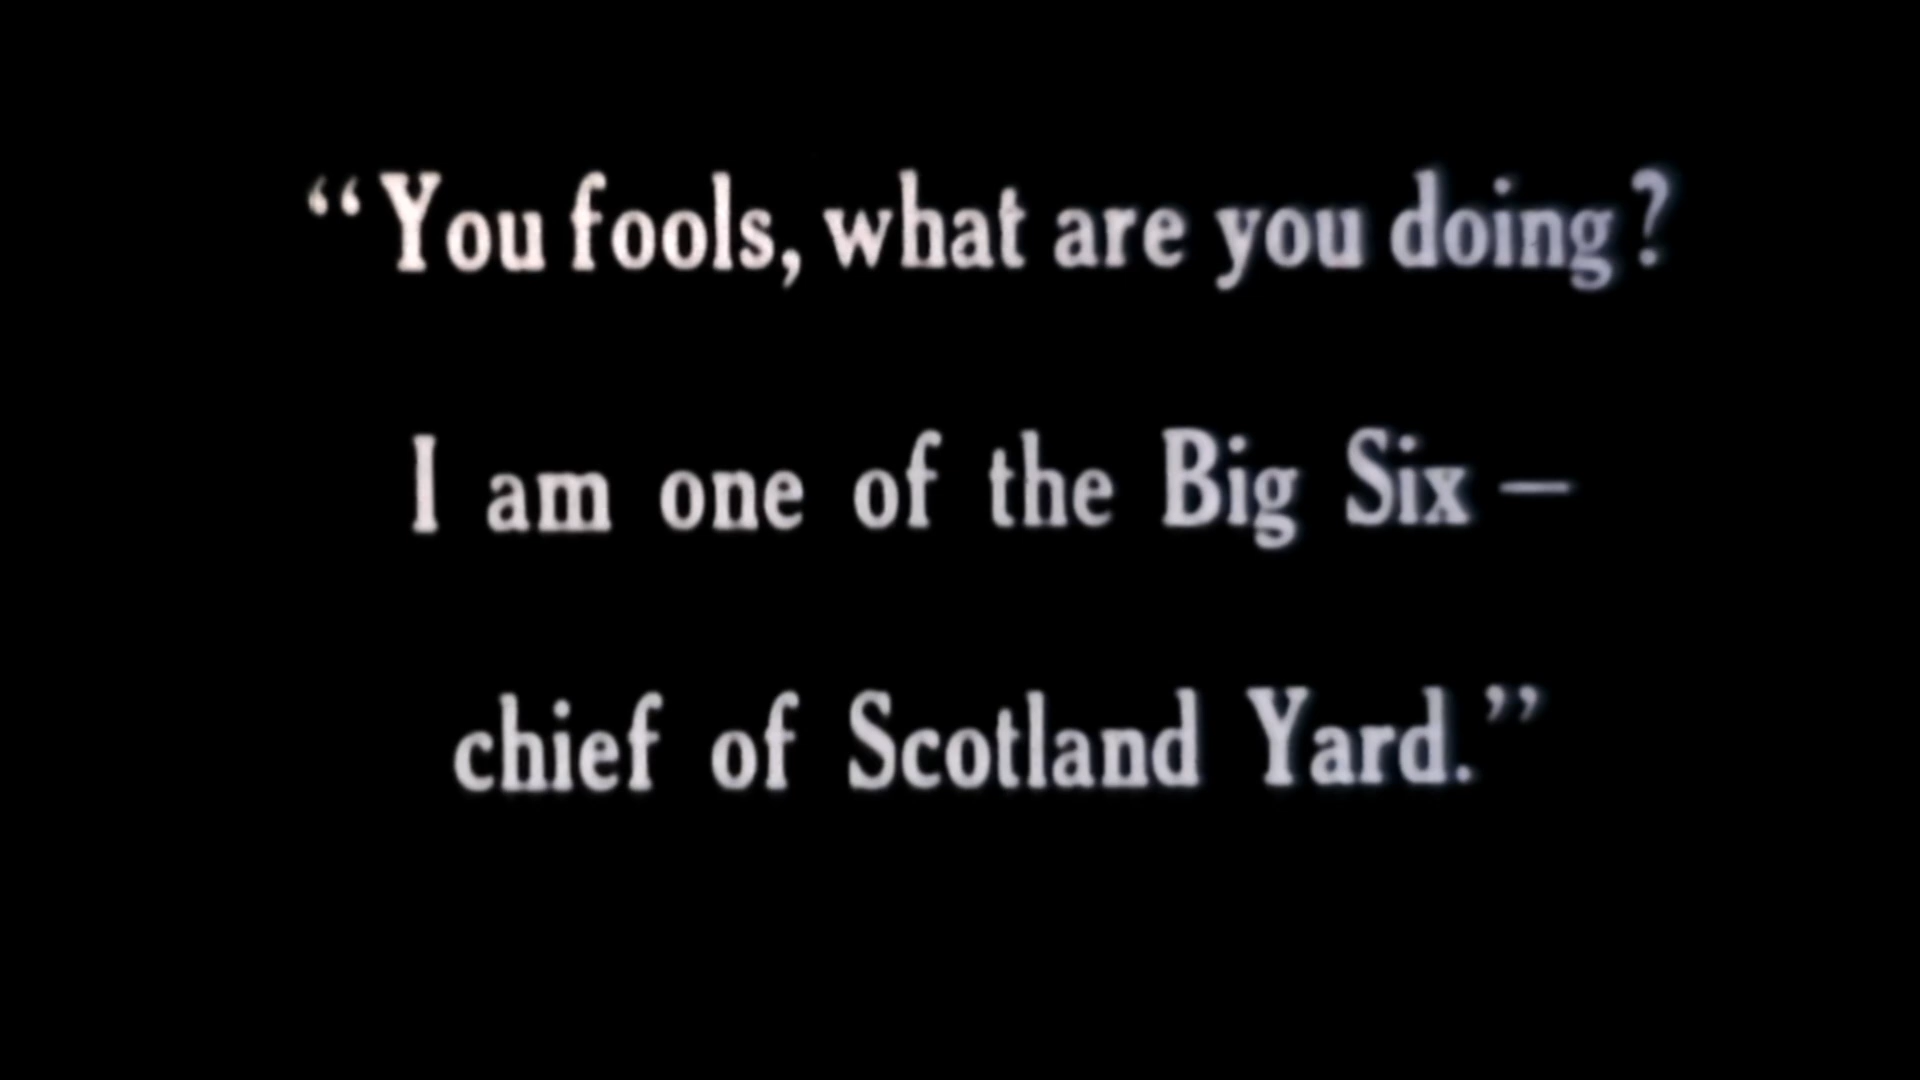 “You fools, what are you doing?
I am one of the Big Six —
chief of Scotland Yard.”